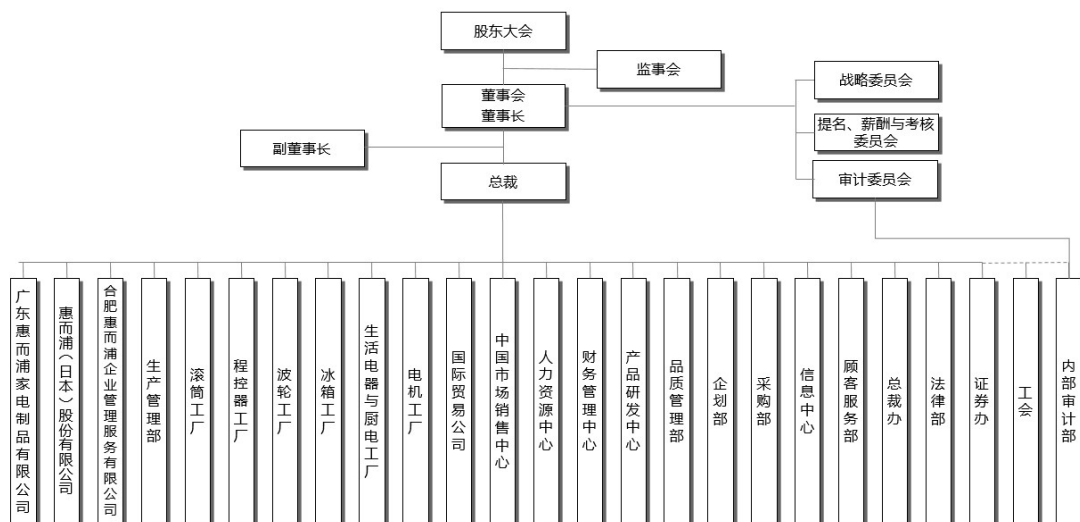 股东大会
监事会
董事会
董事长
战略委员会
提名、薪酬与考核
委员会
副董事长
总裁
审计委员会
广东惠而浦家电制品有限公司
惠而浦（日本）股份有限公司
合肥惠而浦企业管理服务有限公司
生产管理部
滚筒工厂
程控器工厂
波轮工厂
冰箱工厂
生活电器与厨电工厂
电机工厂
国际贸易公司
中国市场销售中心
人力资源中心
财务管理中心
产品研发中心
品质管理部
企划部
采购部
信息中心
顾客服务部
总裁办
法律部
证券办
工会
内部审计部